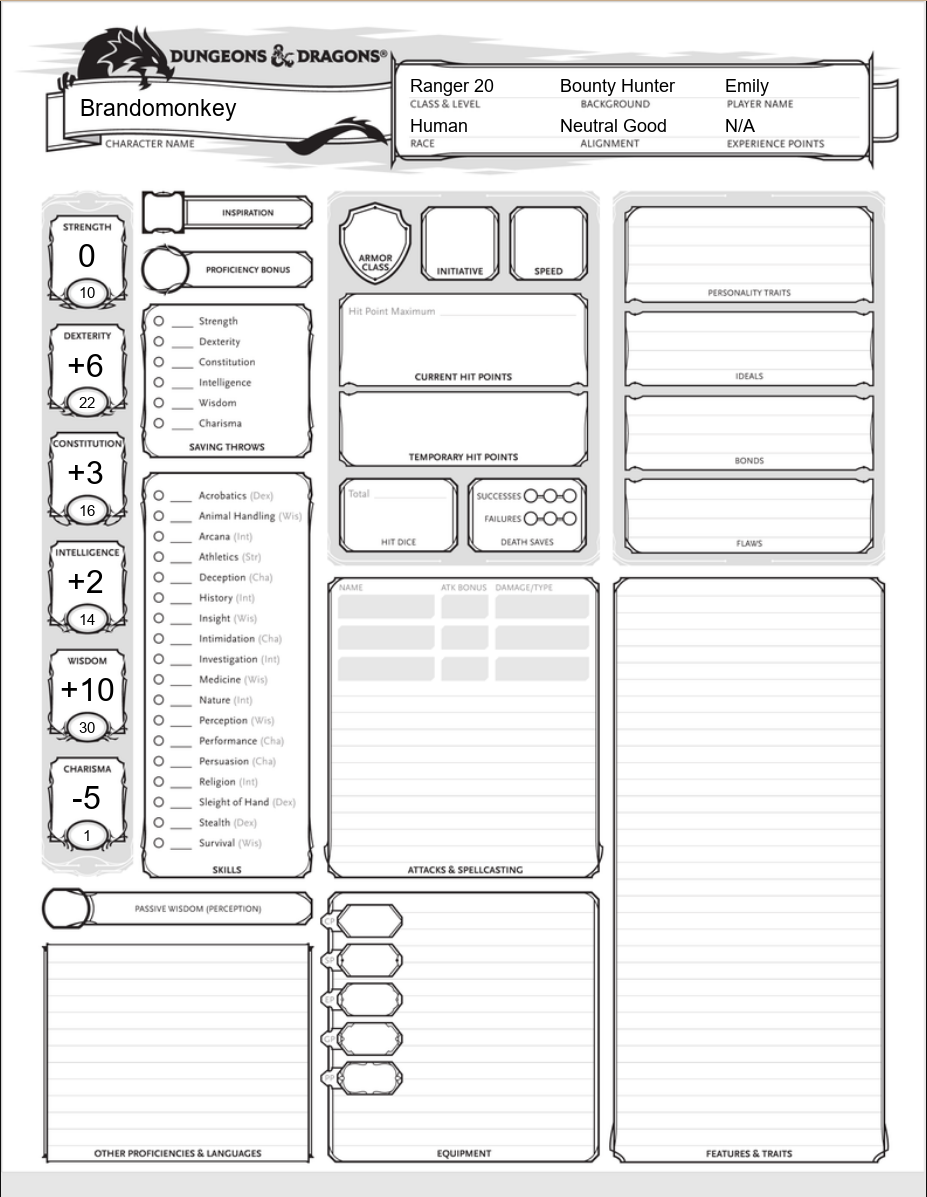 DUNGEONS & DRAGONS®
Brandomonkey
CHARACTER NAME
Ranger 20 Bounty Hunter Emily
CLASS & LEVEL BACKGROUND PLAYER NAME
Human Neutral Good N/A
RACE ALIGNMENT EXPERIENCE POINTS
STRENGTH
0
10
DEXTERITY
+6
22
CONSTITUTION
+3
16
INTELLIGENCE
+2
14
WISDOM
+10
30
CHARISMA
-5
1
INSPIRATION
PROFICIENCY BONUS
Strength
Dexterity
Constitution
Intelligence
Wisdom
Charisma
SAVING THROWS
Acrobatics (Dex)
Animal Handling (Wis)
Arcana (Int)
Athletics (Str)
Deception (Cha)
History (Int)
Insight (Wis)
Intimidation (Cha)
Investigation (Int)
Medicine (Wis)
Nature (Int)
Perception (Wis)
Performance (Cha)
Persuasion (Cha)
Religion (Int)
Sleight of Hand (Dex)
Stealth (Dex)
Survival (Wis)
SKILLS
PASSIVE WISDOM (PERCEPTION)
OTHER PROFICIENCIES & LANGUAGES
ARMOR
CLASS
INITIATIVE
SPEED
Hit Point Maximum
CURRENT HIT POINTS
TEMPORARY HIT POINTS
Total
HIT DICE
SUCCESSES
FAILURES
DEATH SAVES
NAME ATK BONUS DAMAGE/TYPE
ATTACKS & SPELLCASTING
CP
SP
EP
GP
PP
EQUIPMENT
PERSONALITY TRAITS
IDEALS
BONDS
FLAWS
FEATURES & TRAITS